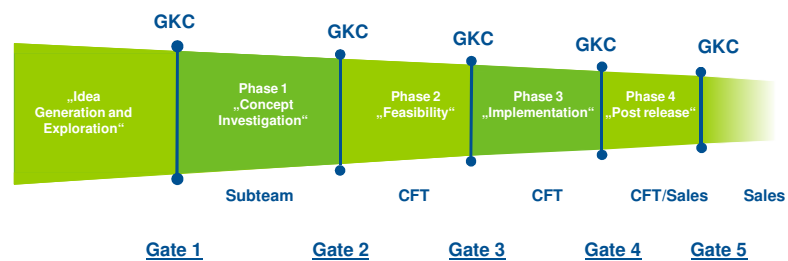 GKC
GKC
GKC
GKC
GKC
„Idea
Generation and
Exploration“
Phase 1
„Concept
Investigation“
Phase 2
„Feasibility“
Phase 3
„Implementation“
Phase 4
„Post release“
Subteam
CFT
CFT
CFT/Sales
Sales
Gate 1
Gate 2
Gate 3
Gate 4
Gate 5